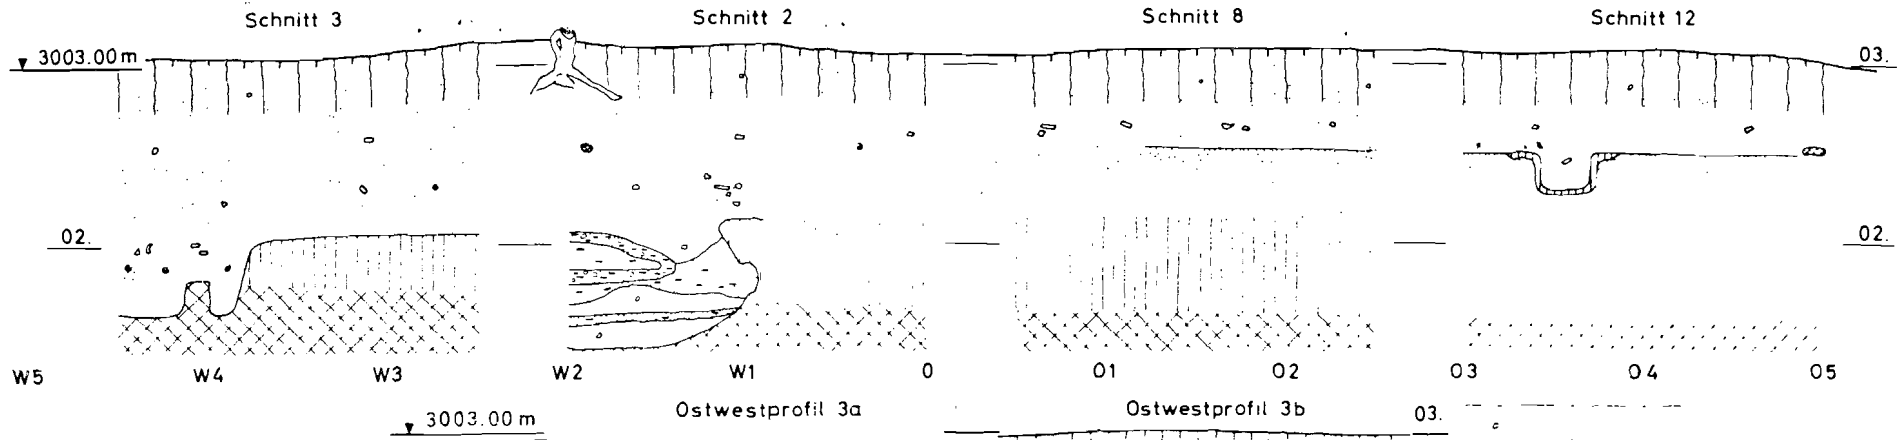 Schnitt 3 Schnitt 2 Schnitt 8 Schnitt 12
3003.00 m 03.
02. 02.
W5 W4 W3 W2 W1 0 O1 O2 O3 O4 O5
Ostwestprofil 3a Ostwestprofil 3b
3003.00 m 03.